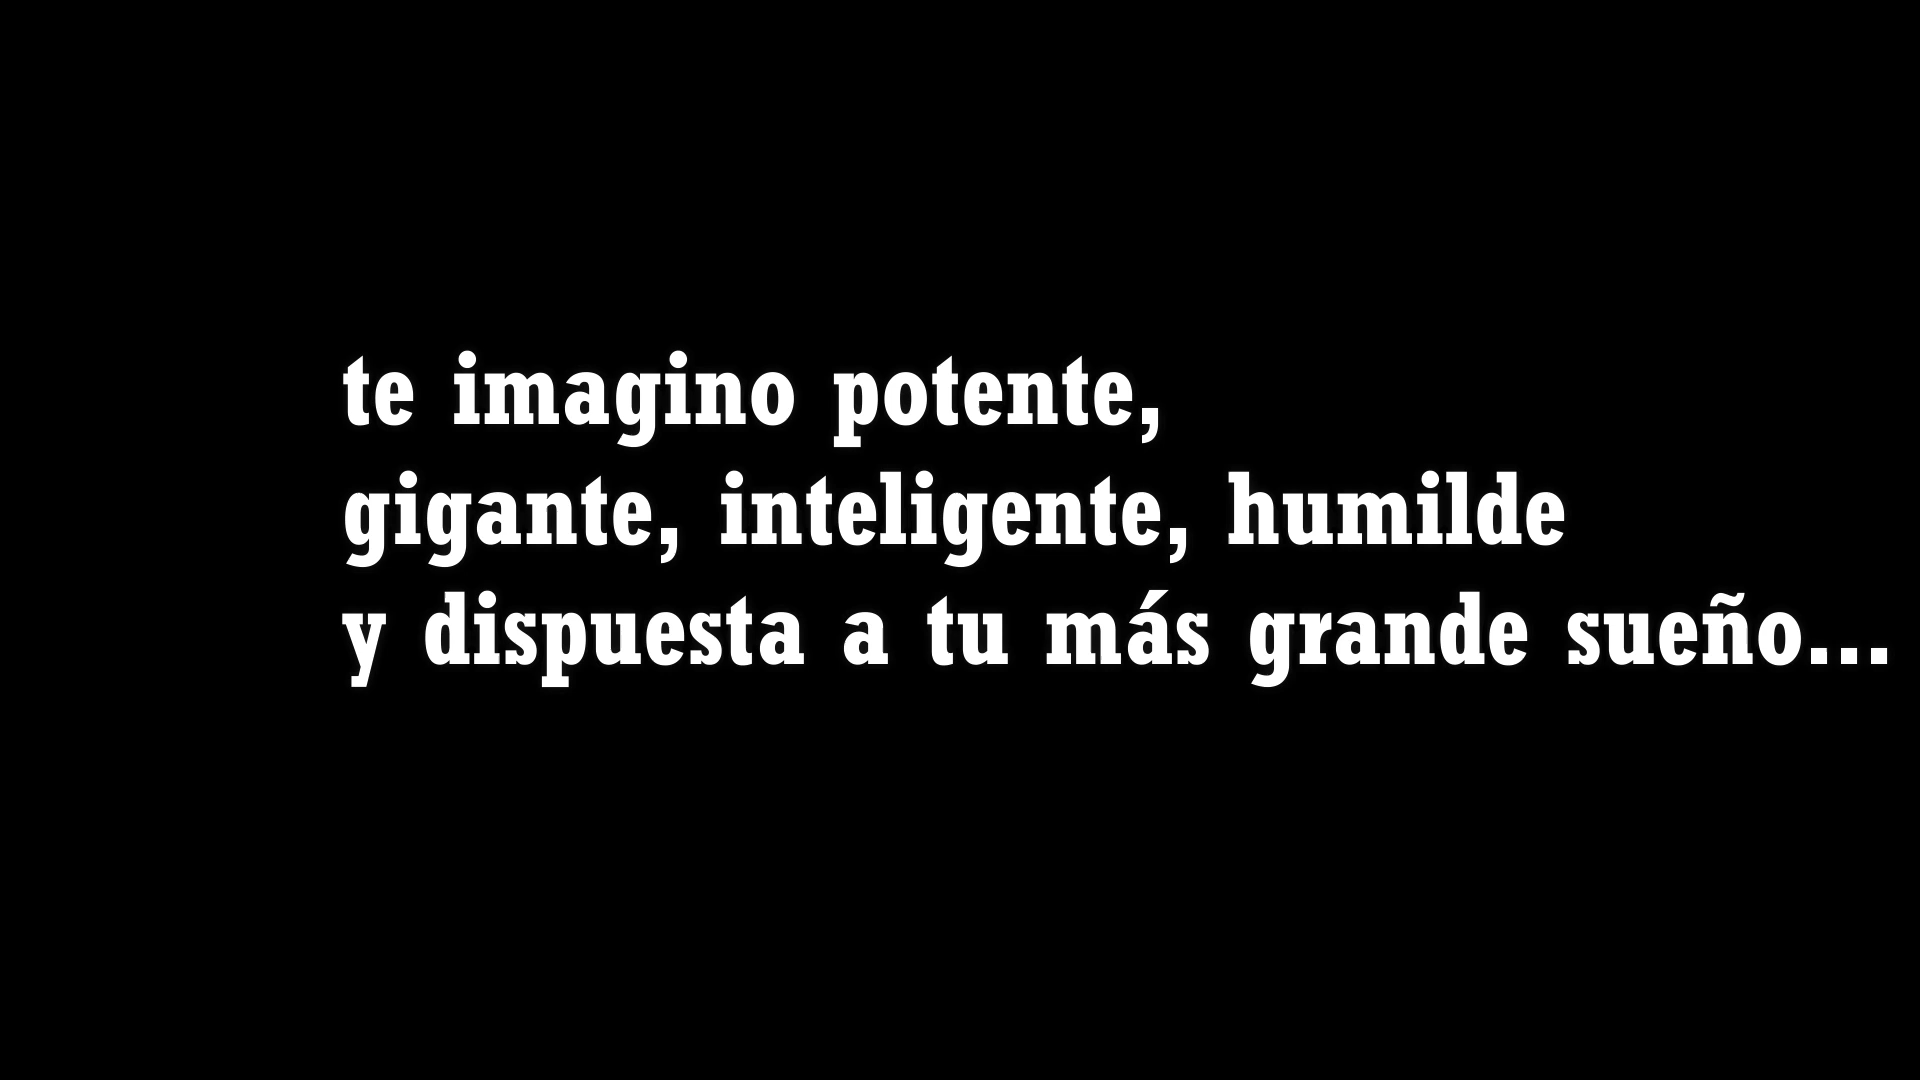 te imagino potente,
gigante, inteligente, humilde
y dispuesta a tu más grande sueño...